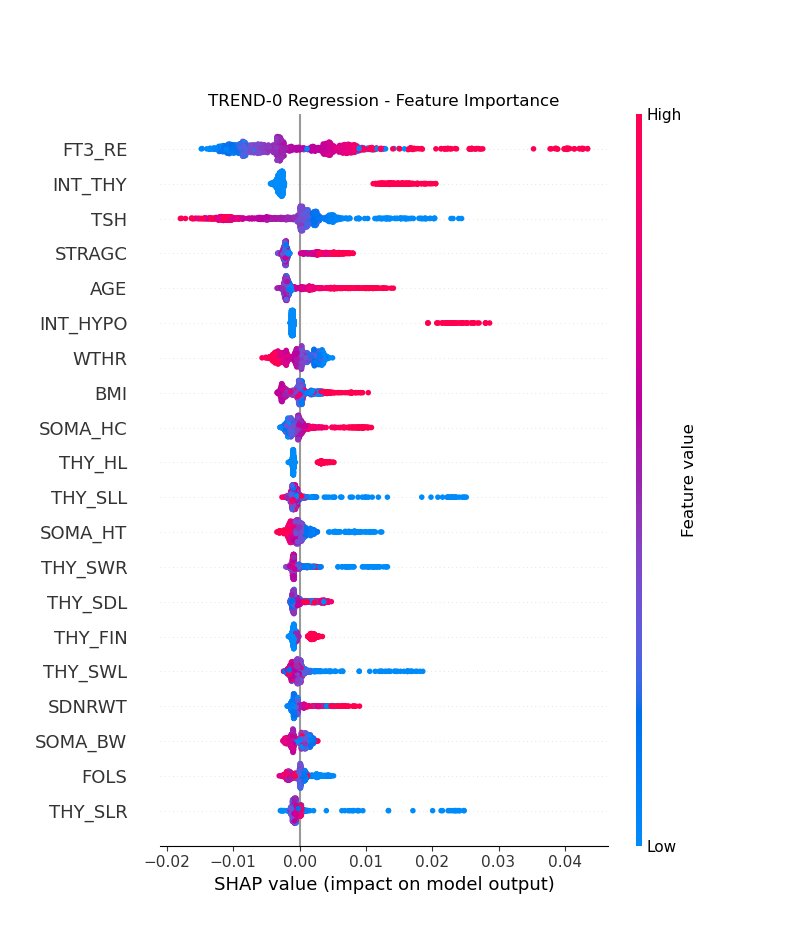 TREND-0 Regression - Feature Importance
High
FT3_RE
INT_THY
TSH
STRAGC
AGE
INT_HYPO
WTHR
BMI
SOMA_HC
THY_HL
THY_SLL
SOMA_HT
THY_SWR
THY_SDL
THY_FIN
THY_SWL
SDNRWT
SOMA_BW
FOLS
THY_SLR
Feature value
Low
−0.02 −0.01 0.00 0.01 0.02 0.03 0.04
SHAP value (impact on model output)